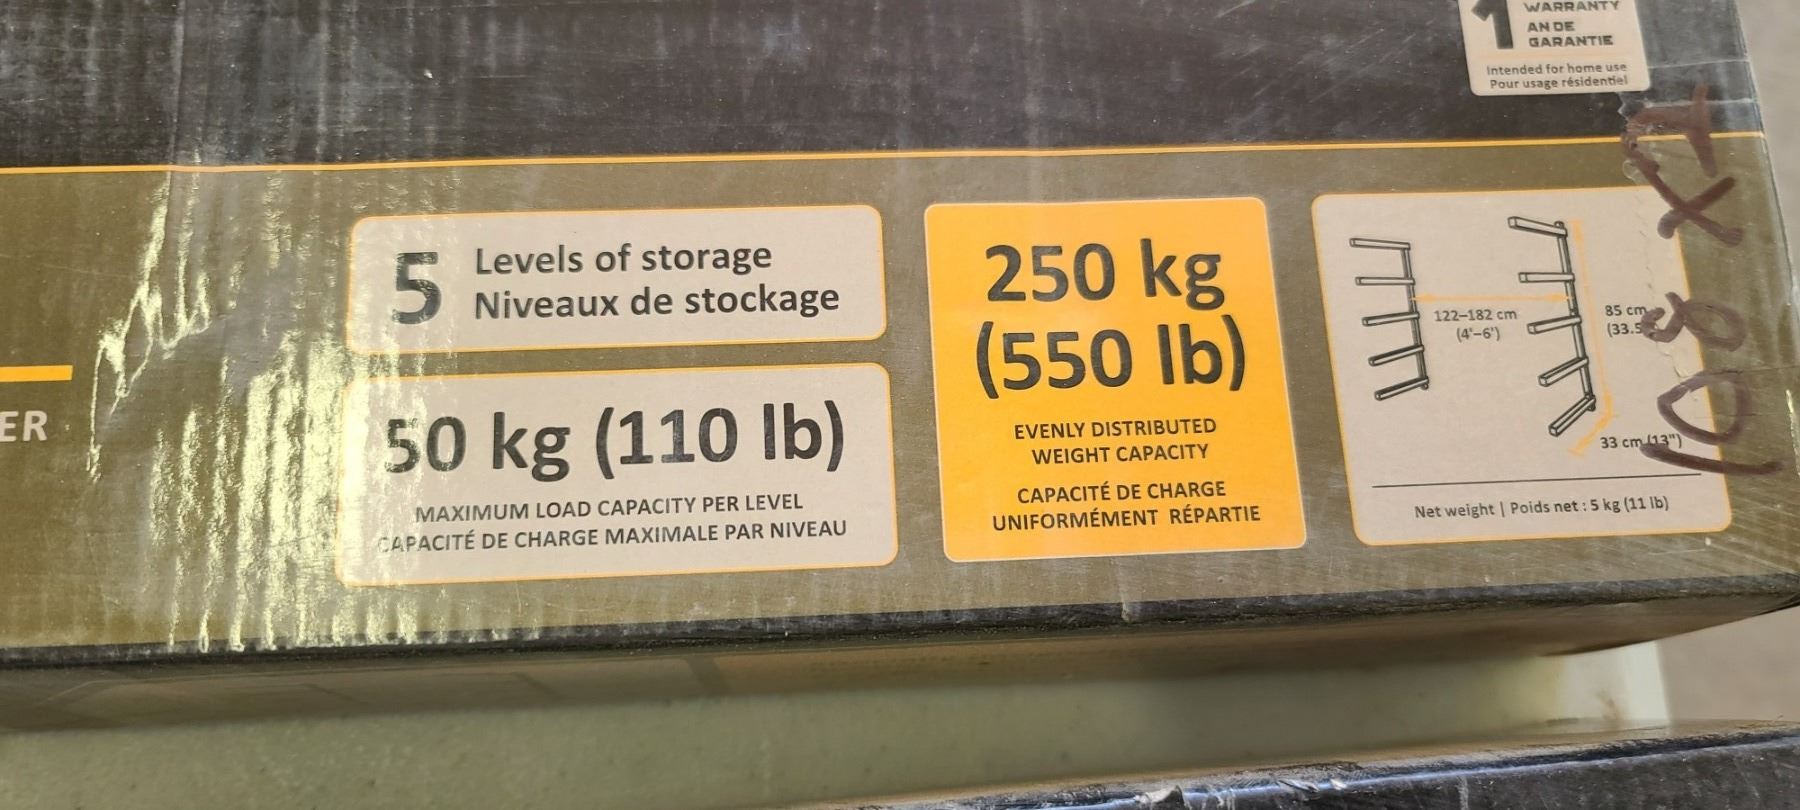 1 WARRANTY
AN DE
GARANTIE
Intended for home use
Pour usage résidentiel
5 Levels of storage
Niveaux de stockage
50 kg (110 lb)
MAXIMUM LOAD CAPACITY PER LEVEL
CAPACITÉ DE CHARGE MAXIMALE PAR NIVEAU
250 kg
(550 lb)
EVENLY DISTRIBUTED
WEIGHT CAPACITY
CAPACITÉ DE CHARGE
UNIFORMÉMENT RÉPARTIE
122–182 cm
(4'–6')
85 cm
(33.5
33 cm (13")
Net weight | Poids net : 5 kg (11 lb)
ER